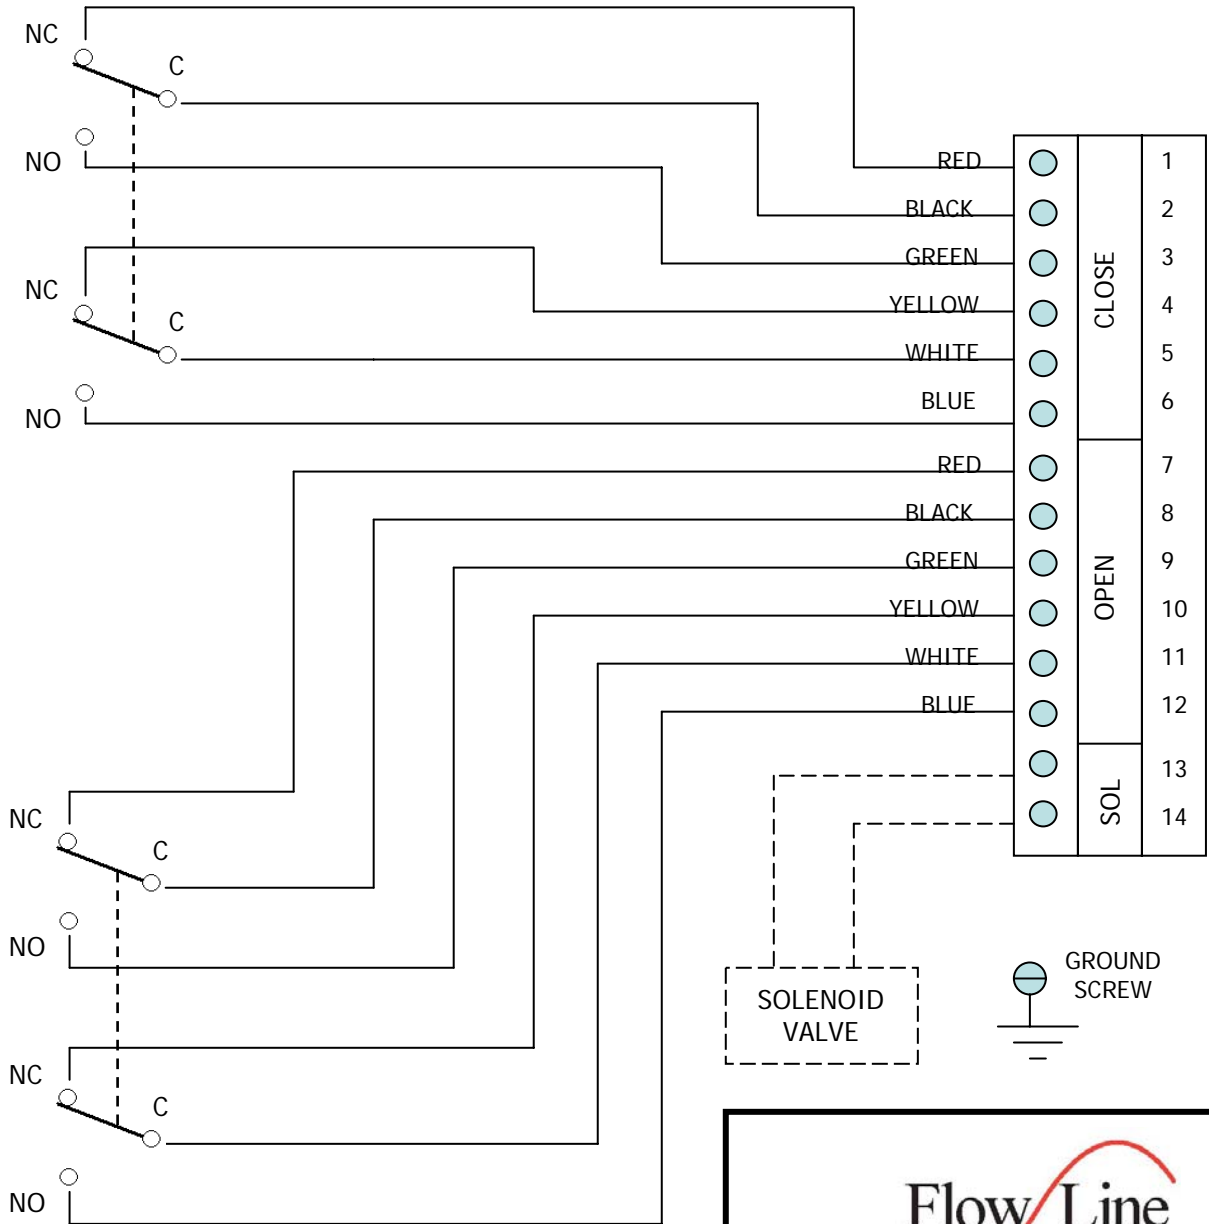 NC
C
NO
NC
C
NO
RED
BLACK
GREEN
YELLOW
WHITE
BLUE
RED
BLACK
GREEN
YELLOW
WHITE
BLUE
CLOSE
OPEN
SOL
1
2
3
4
5
6
7
8
9
10
11
12
13
14
NC
C
NO
NC
C
NO
SOLENOID
VALVE
GROUND
SCREW
Flow Line